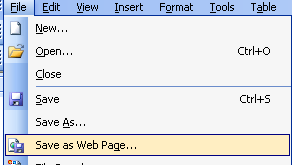 File Edit View Insert Format Tools Table
New...
Open... Ctrl+O
Close
Save Ctrl+S
Save As...
Save as Web Page...